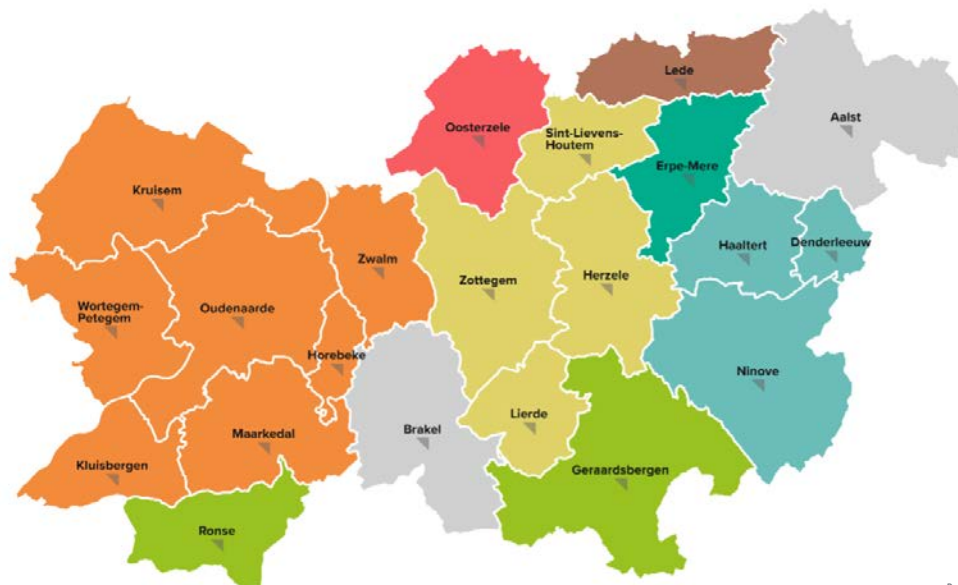 Lede
Aalst
Oosterzele
Sint-Lievens-
Houtem
Erpe-Mere
Kruisem
Zwalm
Haaltert
Denderleeuw
Zottegem
Herzele
Wortegem-
Petegem
Oudenaarde
Horebeke
Ninove
Lierde
Brakel
Maarkedal
Kluisbergen
Geraardsbergen
Ronse